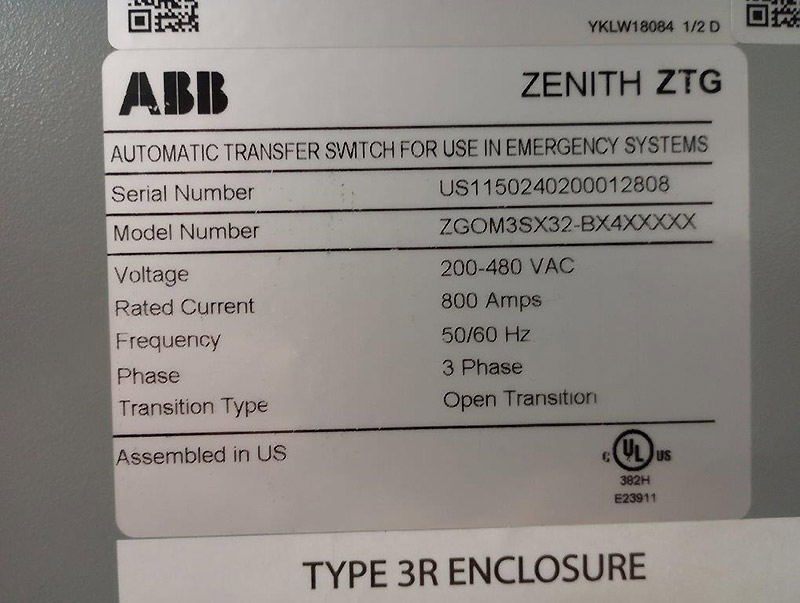 YKLW18084 1/2 D
ABB ZENITH ZTG
AUTOMATIC TRANSFER SWITCH FOR USE IN EMERGENCY SYSTEMS
Serial Number US1150240200012808
Model Number ZGOM3SX32-BX4XXXXX
Voltage 200-480 VAC
Rated Current 800 Amps
Frequency 50/60 Hz
Phase 3 Phase
Transition Type Open Transition
Assembled in US
C UL US
382H
E23911
TYPE 3R ENCLOSURE